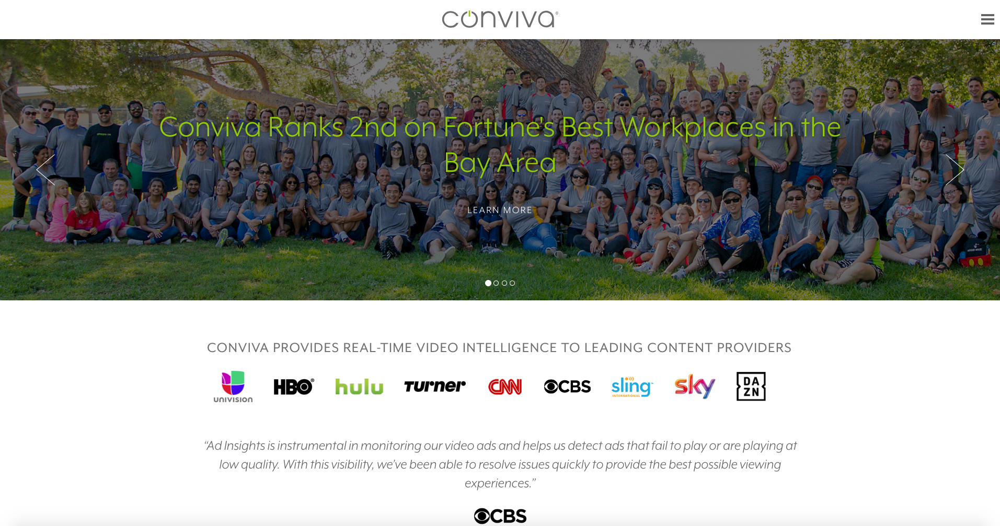 conviva®
Conviva Ranks 2nd on Fortune's Best Workplaces in the
Bay Area
LEARN MORE
CONVIVA PROVIDES REAL-TIME VIDEO INTELLIGENCE TO LEADING CONTENT PROVIDERS
UNIVISION HBO® hulu Turner CNN CBS sling INTERNATIONAL sky DAZN
“Ad Insights is instrumental in monitoring our video ads and helps us detect ads that fail to play or are playing at
low quality. With this visibility, we’ve been able to resolve issues quickly to provide the best possible viewing
experiences.”
CBS